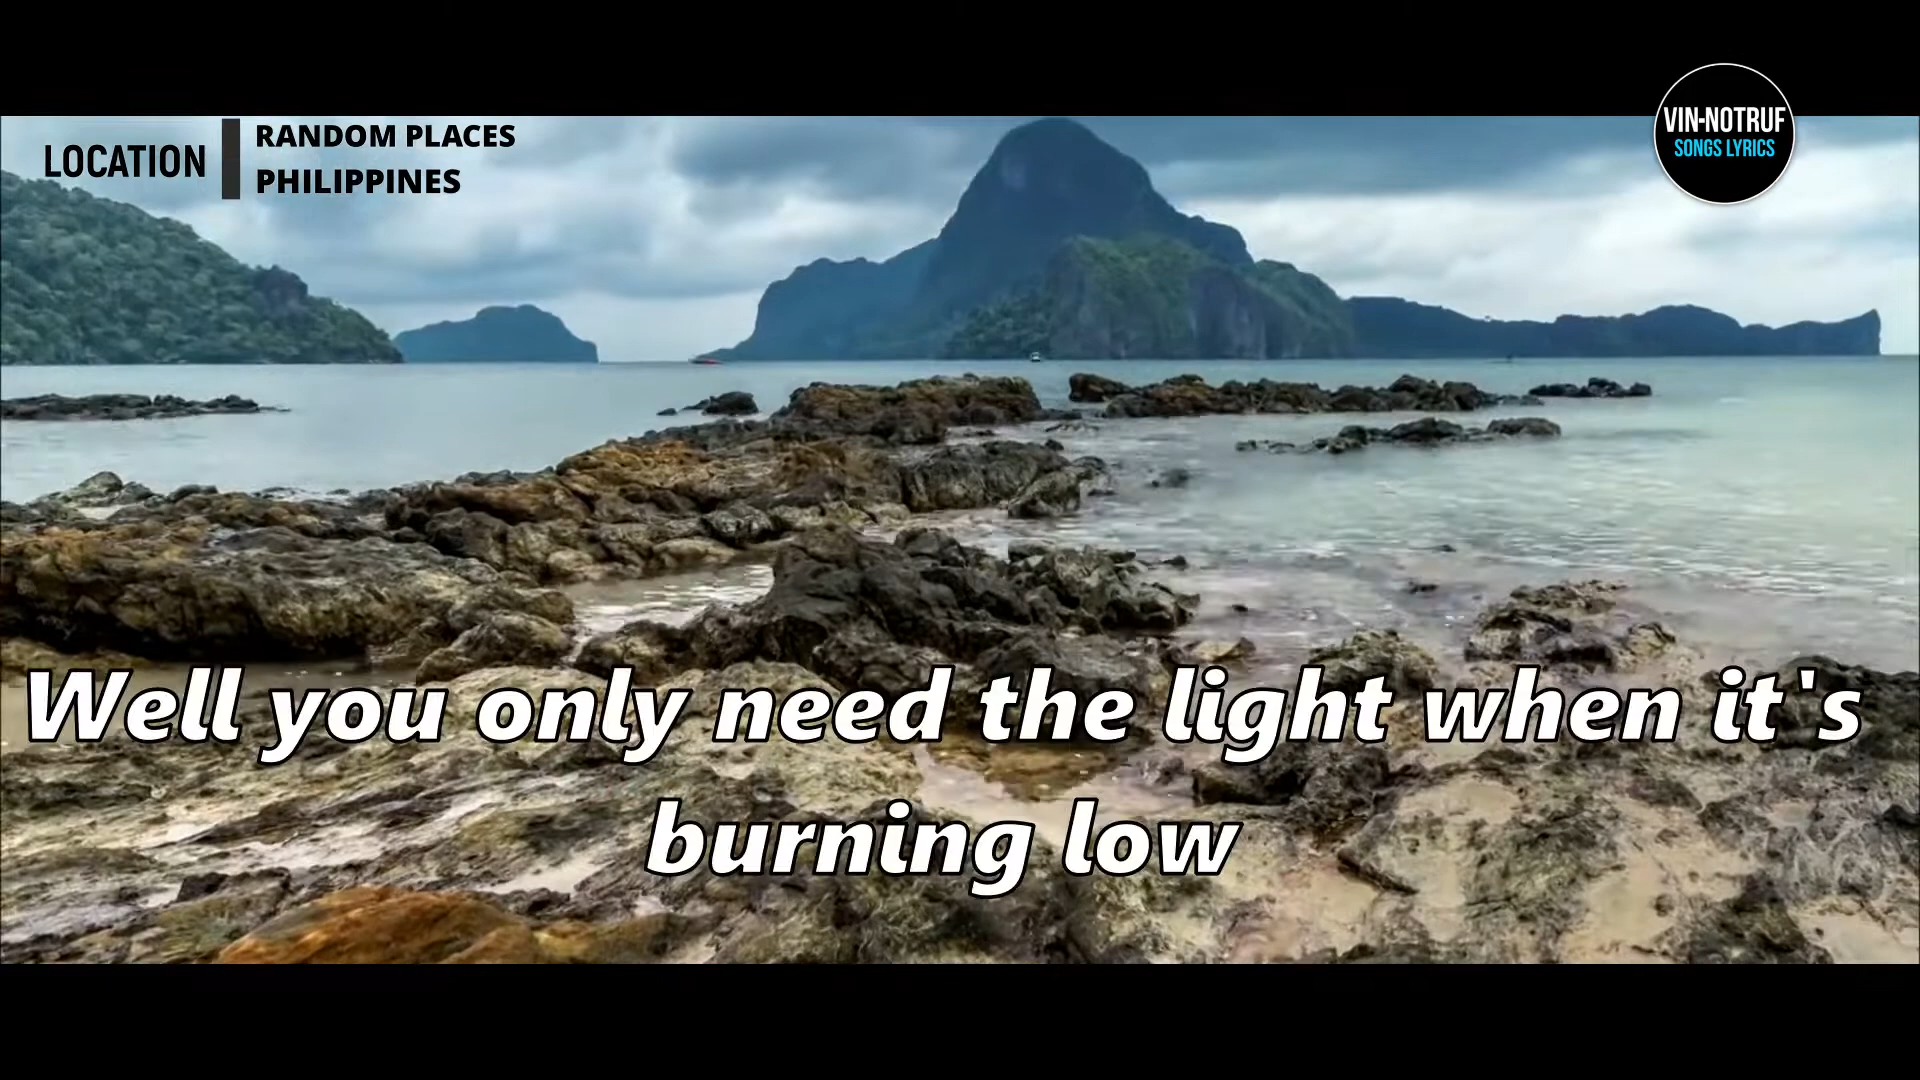 LOCATION
RANDOM PLACES
PHILIPPINES
VIN-NOTRUF
SONGS LYRICS
Well you only need the light when it's
burning low